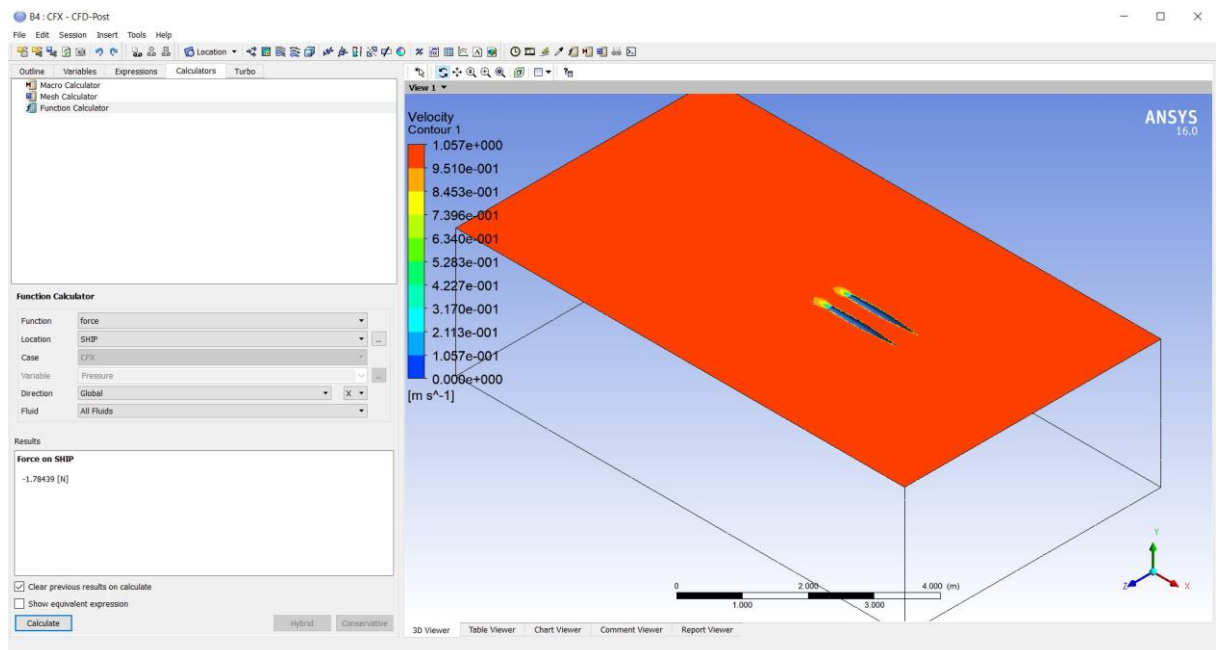 B4 : CFX - CFD-Post
File Edit Session Insert Tools Help
Location
Outline Variables Expressions Calculators Turbo
Macro Calculator
Mesh Calculator
Function Calculator
Function Calculator
Function force
Location SHIP ...
Case CFX
Variable Pressure ...
Direction Global X
Fluid All Fluids
Results
Force on SHIP
-1.78439 [N]
Clear previous results on calculate
Show equivalent expression
Calculate Hybrid Conservative
View 1
Velocity
Contour 1
1.057e+000
9.510e-001
8.453e-001
7.396e-001
6.340e-001
5.283e-001
4.227e-001
3.170e-001
2.113e-001
1.057e-001
0.000e+000
[m s^-1]
ANSYS
16.0
0 2.000 4.000 (m)
1.000 3.000
Y
Z X
3D Viewer Table Viewer Chart Viewer Comment Viewer Report Viewer